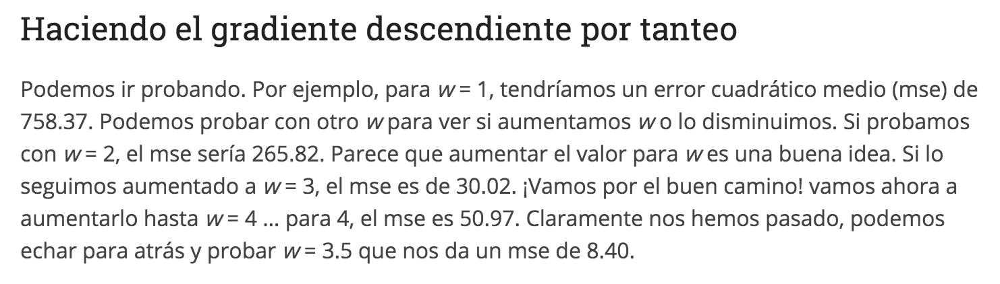 Haciendo el gradiente descendiente por tanteo
Podemos ir probando. Por ejemplo, para w = 1, tendríamos un error cuadrático medio (mse) de
758.37. Podemos probar con otro w para ver si aumentamos w o lo disminuimos. Si probamos
con w = 2, el mse sería 265.82. Parece que aumentar el valor para w es una buena idea. Si lo
seguimos aumentado a w = 3, el mse es de 30.02. ¡Vamos por el buen camino! vamos ahora a
aumentarlo hasta w = 4 ... para 4, el mse es 50.97. Claramente nos hemos pasado, podemos
echar para atrás y probar w = 3.5 que nos da un mse de 8.40.